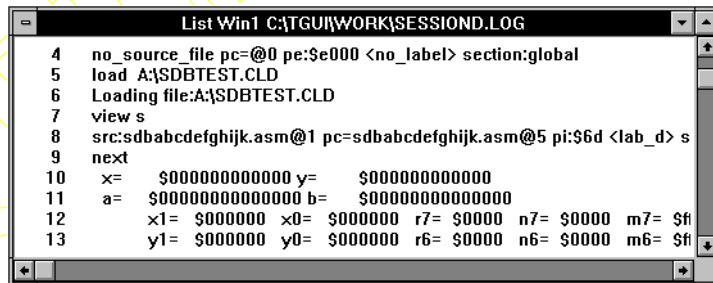 List Win1 C:\TGUI\WORK\SESSIOND.LOG
4 no_source_file pc=@0 pe:$e000 <no_label> section:global
5 load A:\SDBTEST.CLD
6 Loading file:A:\SDBTEST.CLD
7 view s
8 src:sdbabcdefghijk.asm@1 pc=sdbabcdefghijk.asm@5 pi:$6d <lab_d> s
9 next
10 x= $000000000000 y= $000000000000
11 a= $00000000000000 b= $00000000000000
12 x1= $000000 x0= $000000 r7= $0000 n7= $0000 m7= $ff
13 y1= $000000 y0= $000000 r6= $0000 n6= $0000 m6= $ff